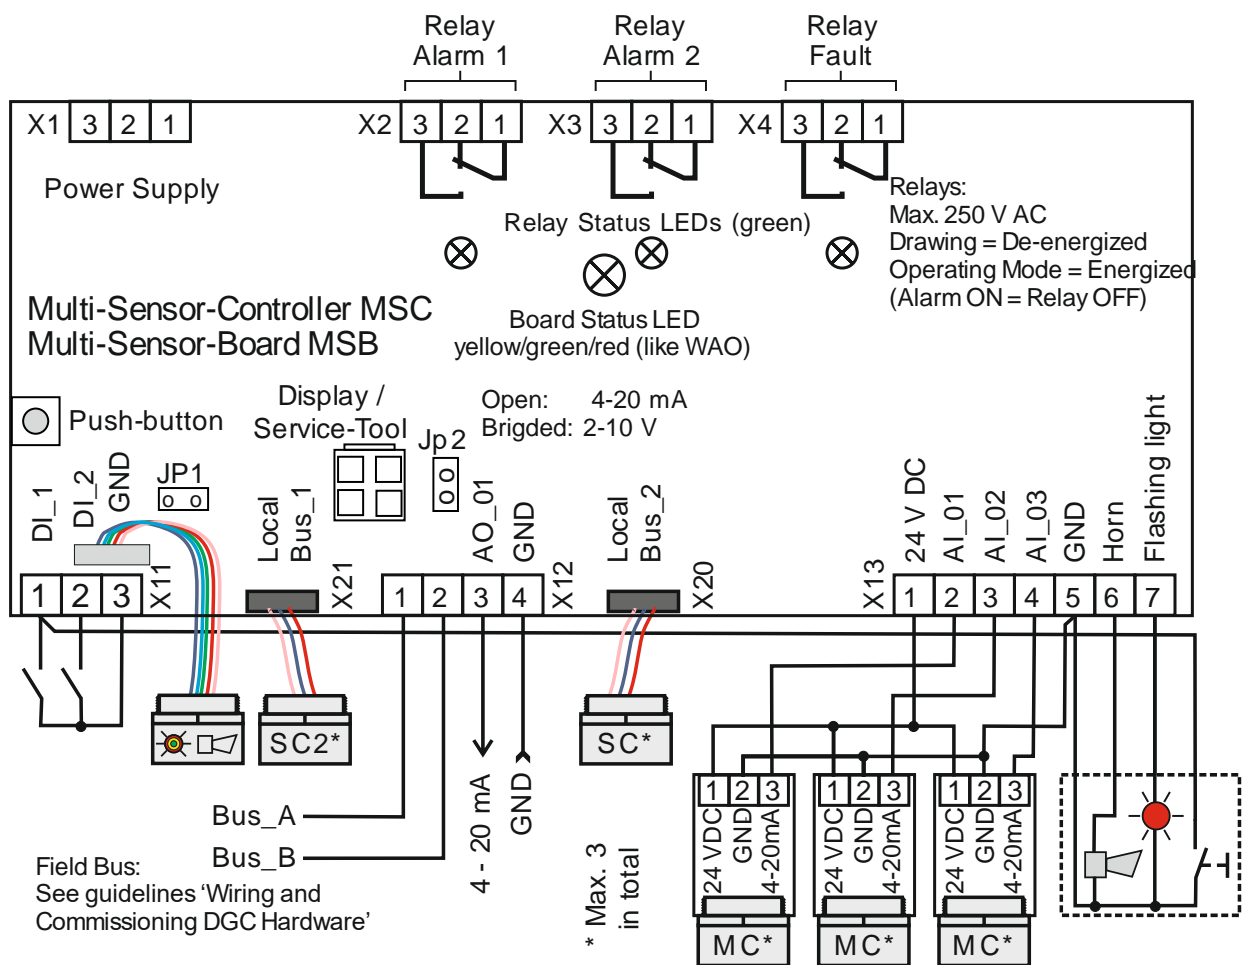 Relay
Alarm 1
Relay
Alarm 2
Relay
Fault
X1 3 2 1
X2 3 2 1
X3 3 2 1
X4 3 2 1
Power Supply
Relays:
Max. 250 V AC
Drawing = De-energized
Operating Mode = Energized
(Alarm ON = Relay OFF)
Relay Status LEDs (green)
Multi-Sensor-Controller MSC
Multi-Sensor-Board MSB
Board Status LED
yellow/green/red (like WAO)
Push-button
Display /
Service-Tool
Open: 4-20 mA
Brigded: 2-10 V
Jp2
JP1
DI_1
DI_2
GND
Local
Bus_1
AO_01
GND
Local
Bus_2
24 V DC
AI_01
AI_02
AI_03
GND
Horn
Flashing light
1 2 3 X11
X21
1 2 3 4 X12
X20
X13 1 2 3 4 5 6 7
SC2*
SC*
Bus_A
Bus_B
4 - 20 mA
GND
* Max. 3
in total
1 2 3
24 VDC
GND
4-20mA
MC*
1 2 3
24 VDC
GND
4-20mA
MC*
1 2 3
24 VDC
GND
4-20mA
MC*
Field Bus:
See guidelines 'Wiring and
Commissioning DGC Hardware'